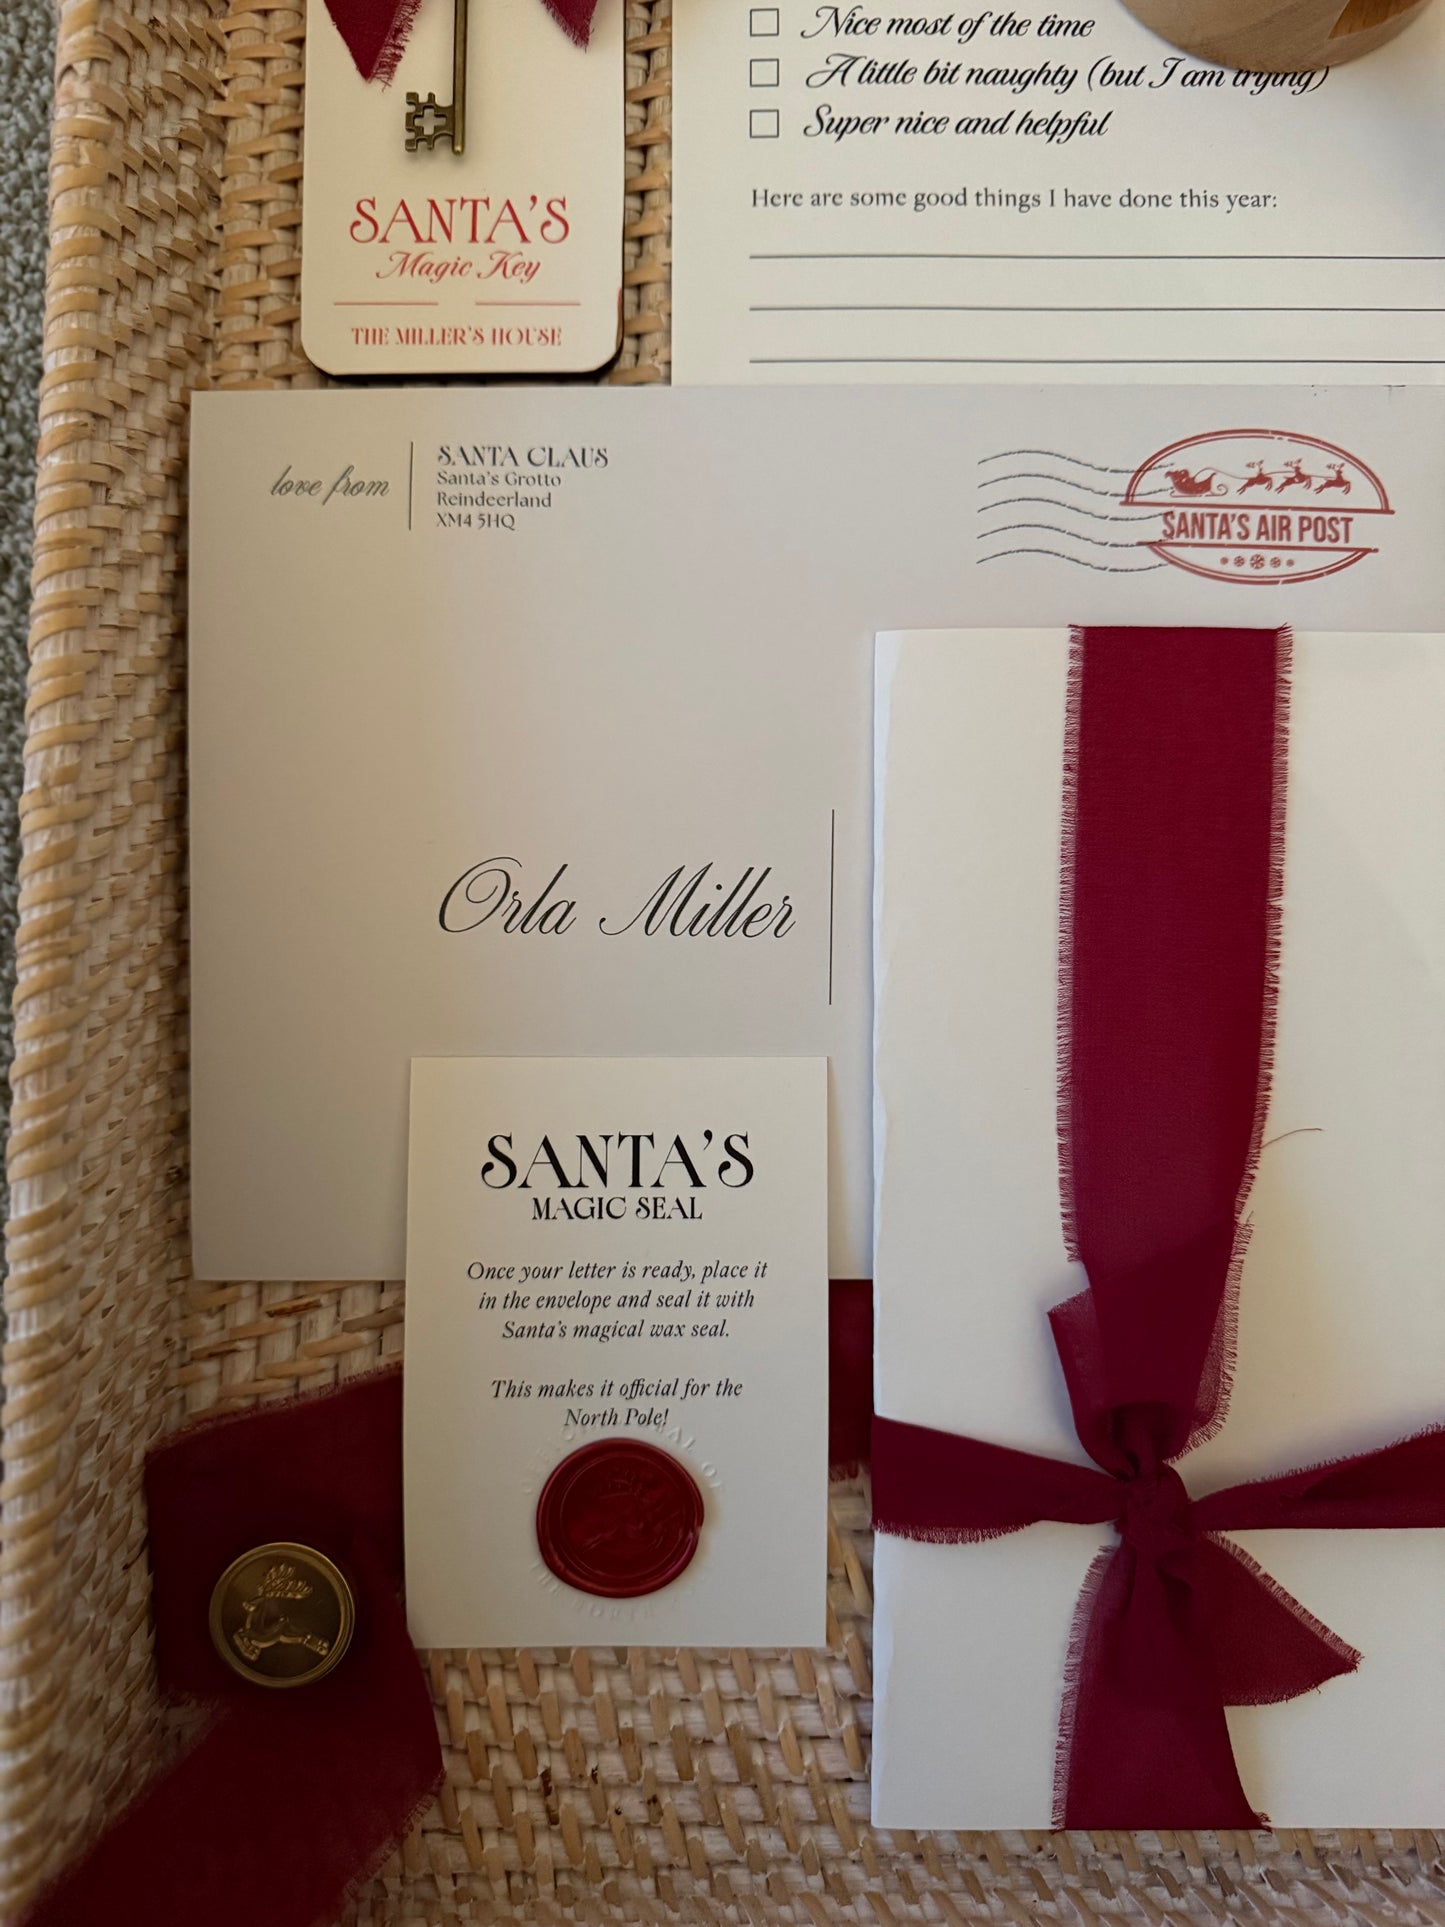 Nice most of the time
A little bit naughty (but I am trying)
Super nice and helpful
Here are some good things I have done this year:
SANTA'S
Magic Key
THE MILLER'S HOUSE
love from
SANTA CLAUS
Santa's Grotto
Reindeerland
XM4 5HQ
SANTA'S AIR POST
Orla Miller
SANTA'S
MAGIC SEAL
Once your letter is ready, place it
in the envelope and seal it with
Santa's magical wax seal.
This makes it official for the
North Pole!